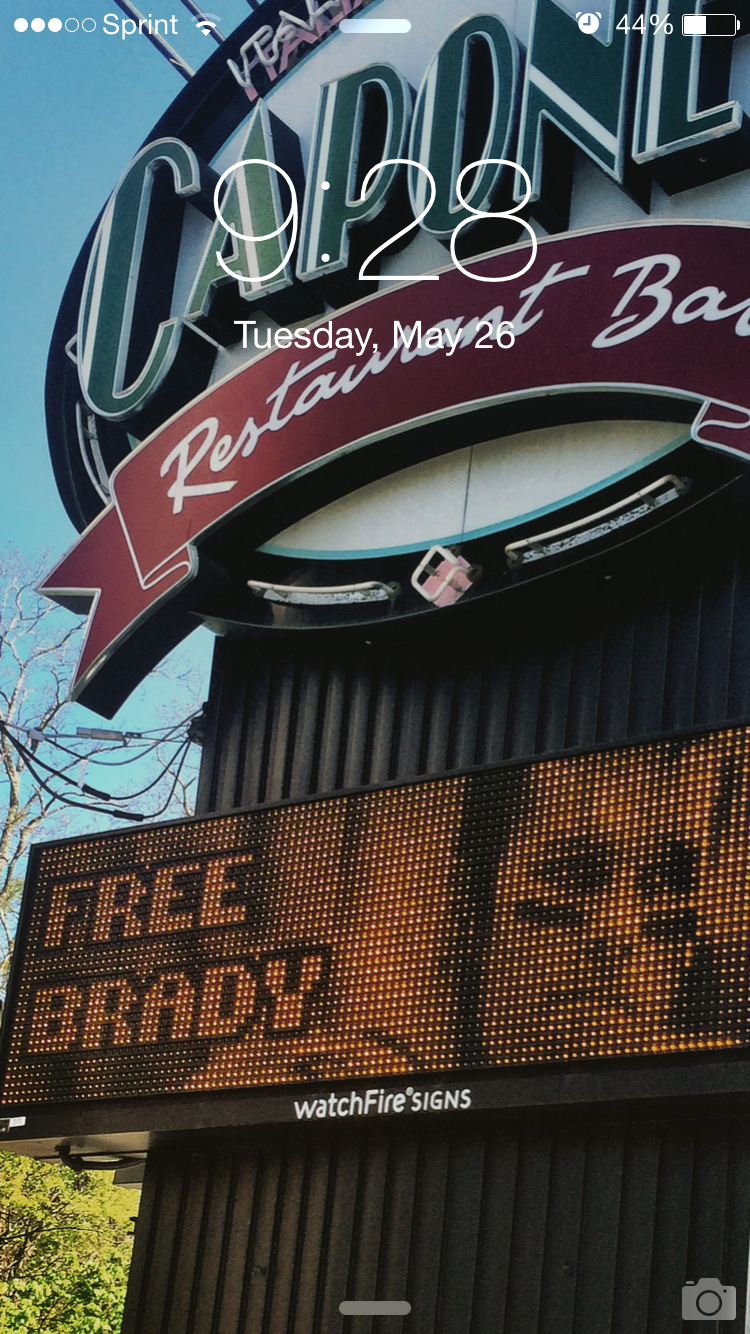 Sprint 44%
CAPONE
9:28
Tuesday, May 26
Restaurant Ba
FREE
BRADY
watchFire® SIGNS